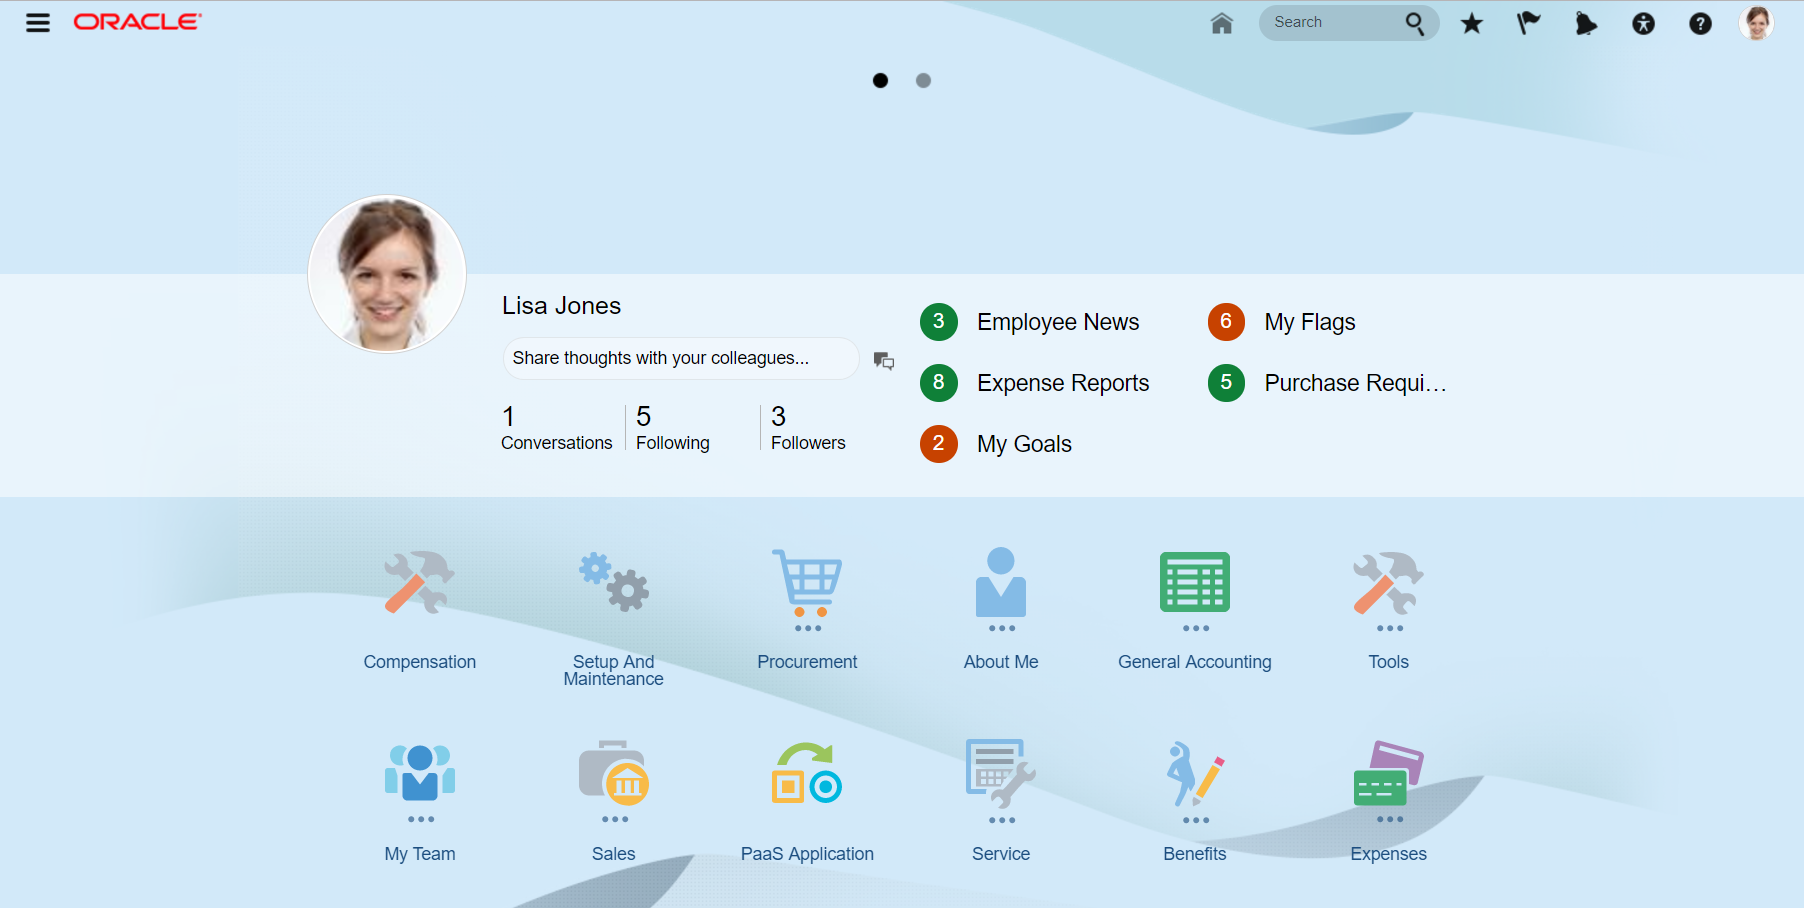 ORACLE
Search
Lisa Jones
Share thoughts with your colleagues...
1
Conversations
5
Following
3
Followers
3 Employee News
6 My Flags
8 Expense Reports
5 Purchase Requi...
2 My Goals
Compensation
Setup And
Maintenance
Procurement
About Me
General Accounting
Tools
My Team
Sales
PaaS Application
Service
Benefits
Expenses